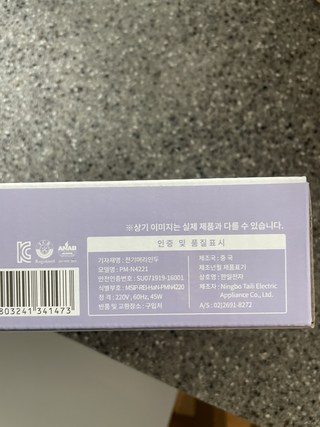 ※상기 이미지는 실제 제품과 다를 수 있습니다.
인증 및 품질표시
기자재명 : 전기머리인두
모델명 : PM-N4221
안전인증번호 : SU071919-16001
식별부호 : MSIP-REI-HaN-PMN4220
정 격 : 220V , 60Hz, 45W
반품 및 교환장소 : 구입처
제조국 : 중 국
제조년월 제품표기
상호명 : 한일전자
제조자 : Ningbo Taili Electric
Appliance Co., Ltd.
A/S : 02)2691-8272
803241 341473